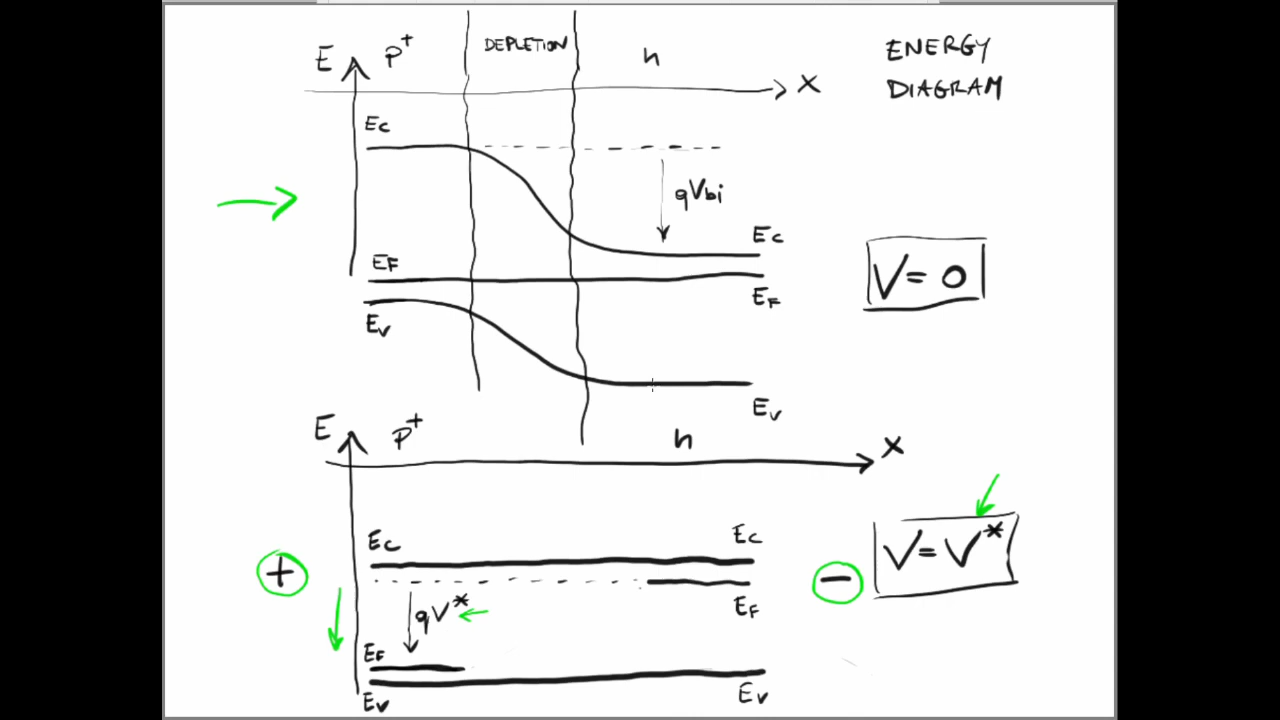 E P+ DEPLETION n ENERGY
DIAGRAM
X
Ec
qVbi
Ec
EF
V = 0
EF
Ev
Ev
E P+ n X
Ec Ec
V = V*
+ −
qV* EF
EF
Ev Ev